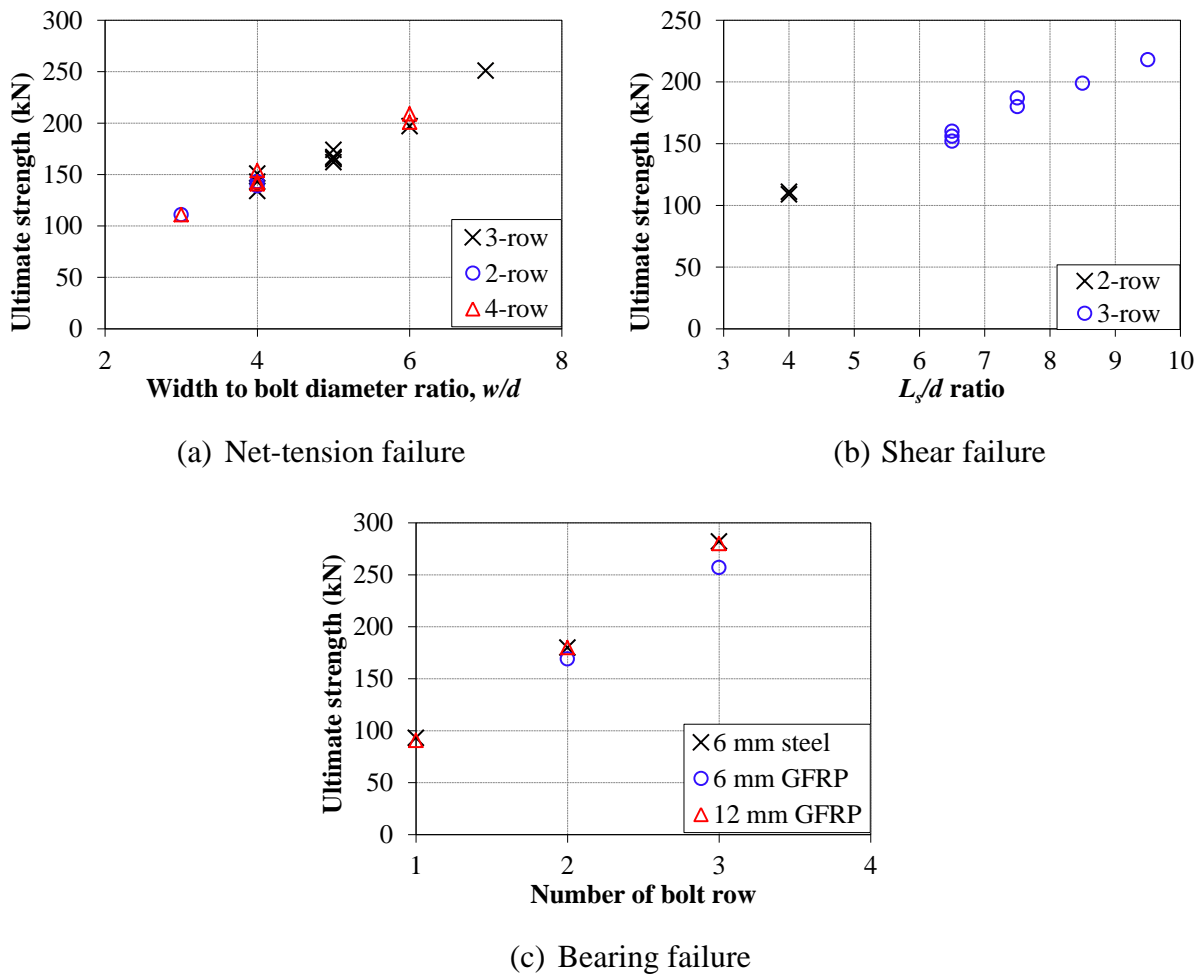 300
250
200
150
100
50
0
2 4 6 8
Ultimate strength (kN)
Width to bolt diameter ratio, w/d
3-row
2-row
4-row
(a) Net-tension failure
250
200
150
100
50
0
3 4 5 6 7 8 9 10
Ultimate strength (kN)
Ls/d ratio
2-row
3-row
(b) Shear failure
300
250
200
150
100
50
0
1 2 3 4
Ultimate strength (kN)
Number of bolt row
6 mm steel
6 mm GFRP
12 mm GFRP
(c) Bearing failure